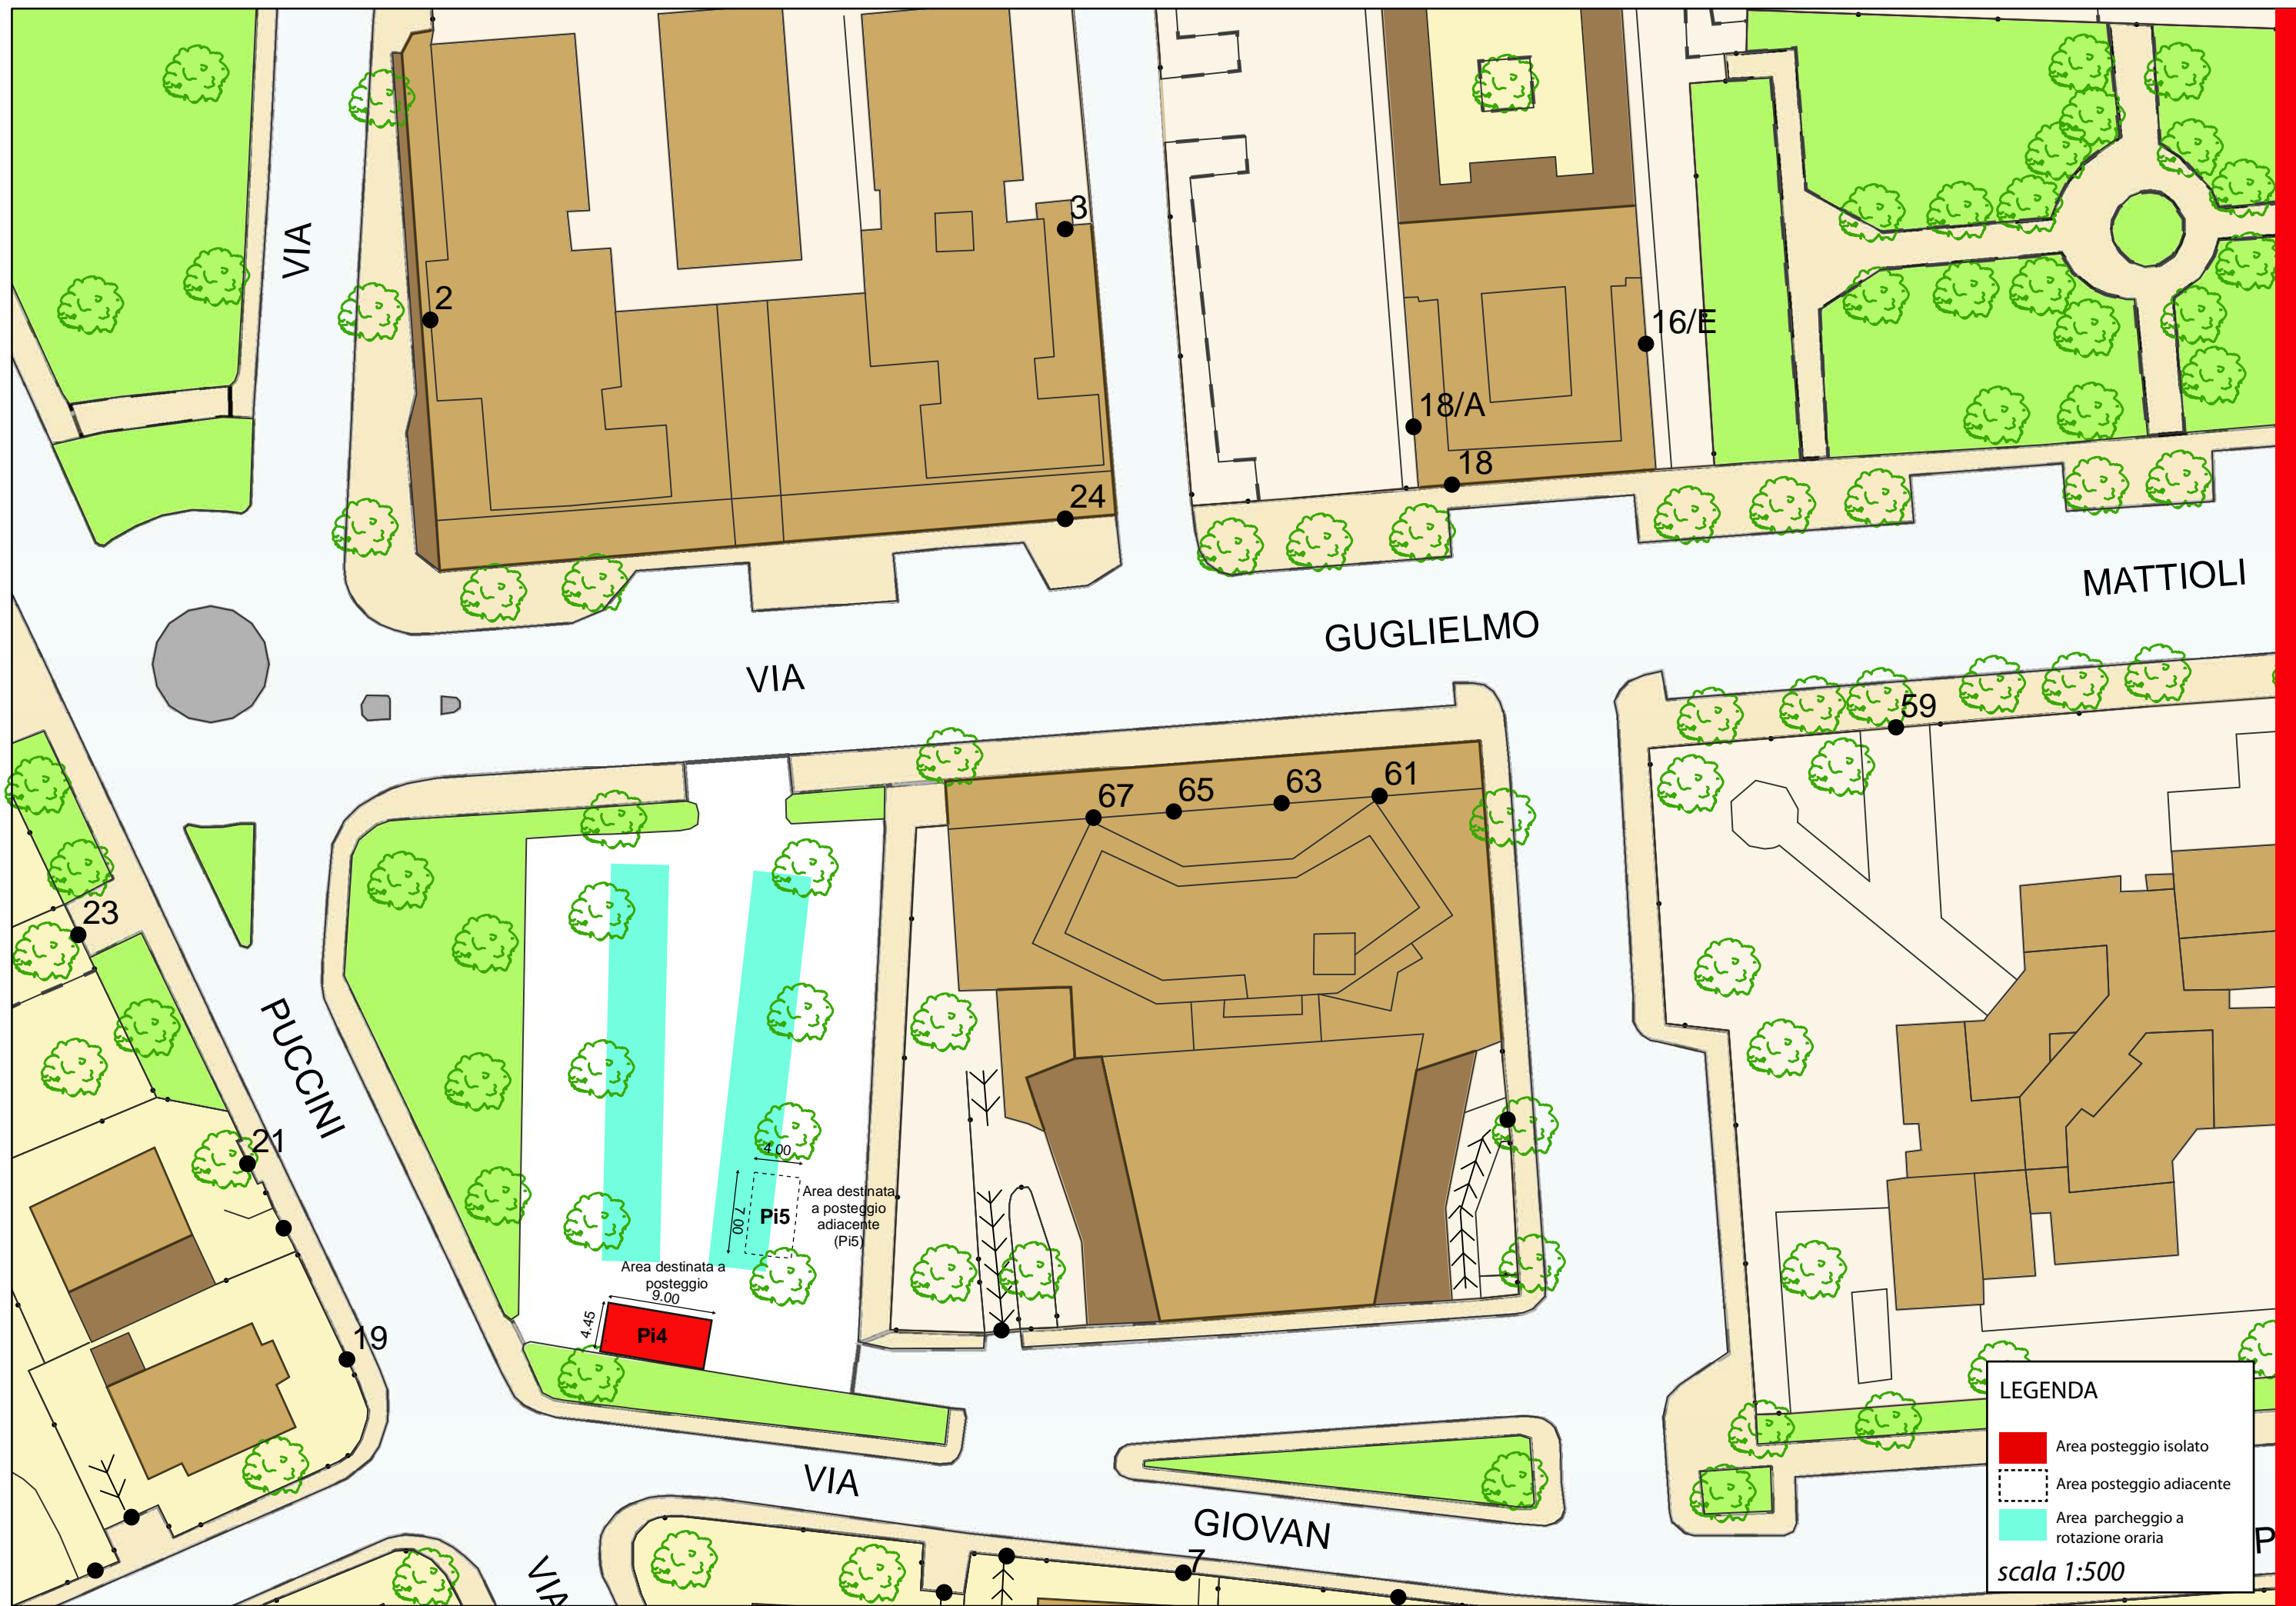 VIA
3
2
16/E
18/A
18
24
MATTIOLI
GUGLIELMO
VIA
59
67
65
63
61
23
PUCCINI
21
4.00
7.00
Pi5
Area destinata
a posteggio
adiacente
(Pi5)
Area destinata a
posteggio
9.00
4.45
Pi4
19
VIA
GIOVAN
VIA
7
P
LEGENDA
Area posteggio isolato
Area posteggio adiacente
Area parcheggio a
rotazione oraria
scala 1:500